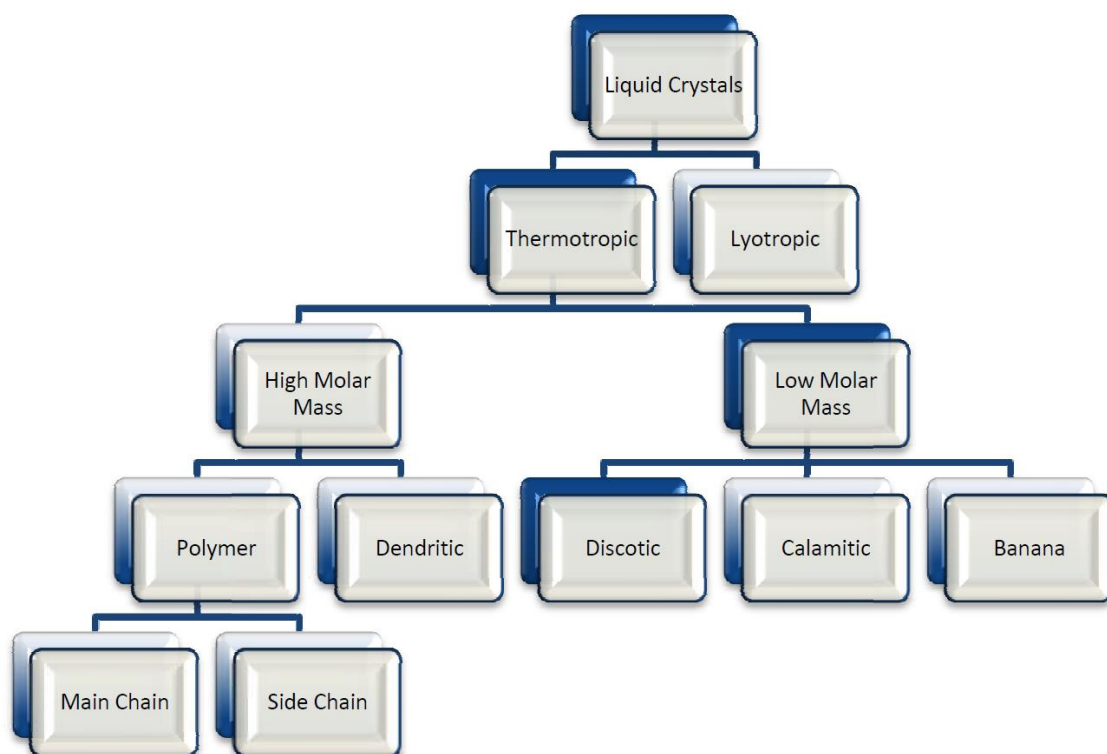 Liquid Crystals
Thermotropic
Lyotropic
High Molar
Mass
Low Molar
Mass
Polymer
Dendritic
Discotic
Calamitic
Banana
Main Chain
Side Chain